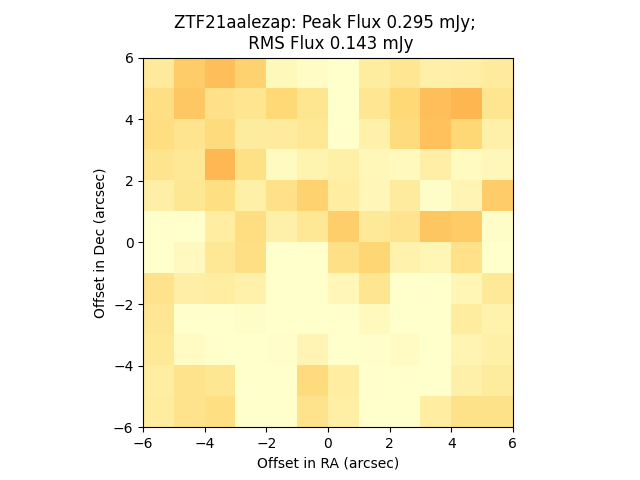 ZTF21aalezap: Peak Flux 0.295 mJy;
RMS Flux 0.143 mJy
6
4
2
0
−2
−4
−6
Offset in Dec (arcsec)
−6 −4 −2 0 2 4 6
Offset in RA (arcsec)